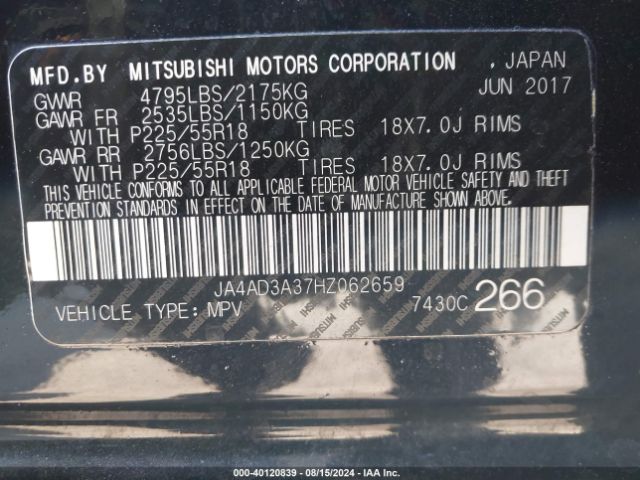 MFD.BY MITSUBISHI MOTORS CORPORATION , JAPAN
GVWR 4795LBS/2175KG JUN 2017
GAWR FR 2535LBS/1150KG
WITH P225/55R18 TIRES 18X7.0J RIMS
GAWR RR 2756LBS/1250KG
WITH P225/55R18 TIRES 18X7.0J RIMS
THIS VEHICLE CONFORMS TO ALL APPLICABLE FEDERAL MOTOR VEHICLE SAFETY AND THEFT
PREVENTION STANDARDS IN EFFECT ON THE DATE OF MANUFACTURE SHOWN ABOVE.
JA4AD3A37HZ062659
VEHICLE TYPE: MPV 7430C 266
000-40120839 - 08/15/2024 - IAA Inc.